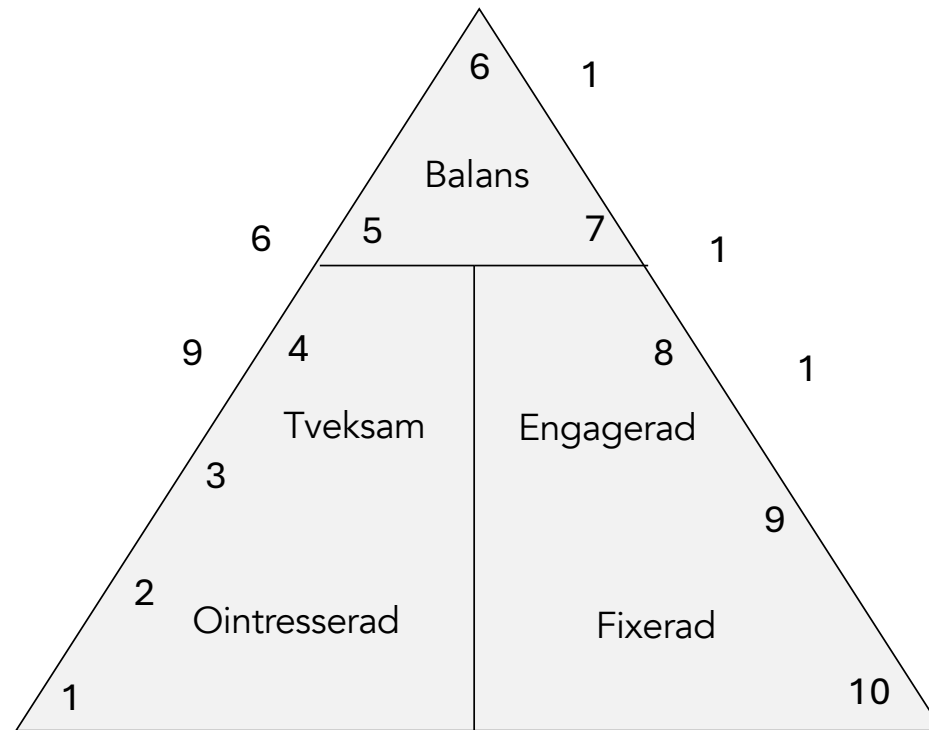 6 1
Balans
6 5 7 1
9 4 8 1
Tveksam Engagerad
3
9
2
Ointresserad Fixerad
1 10